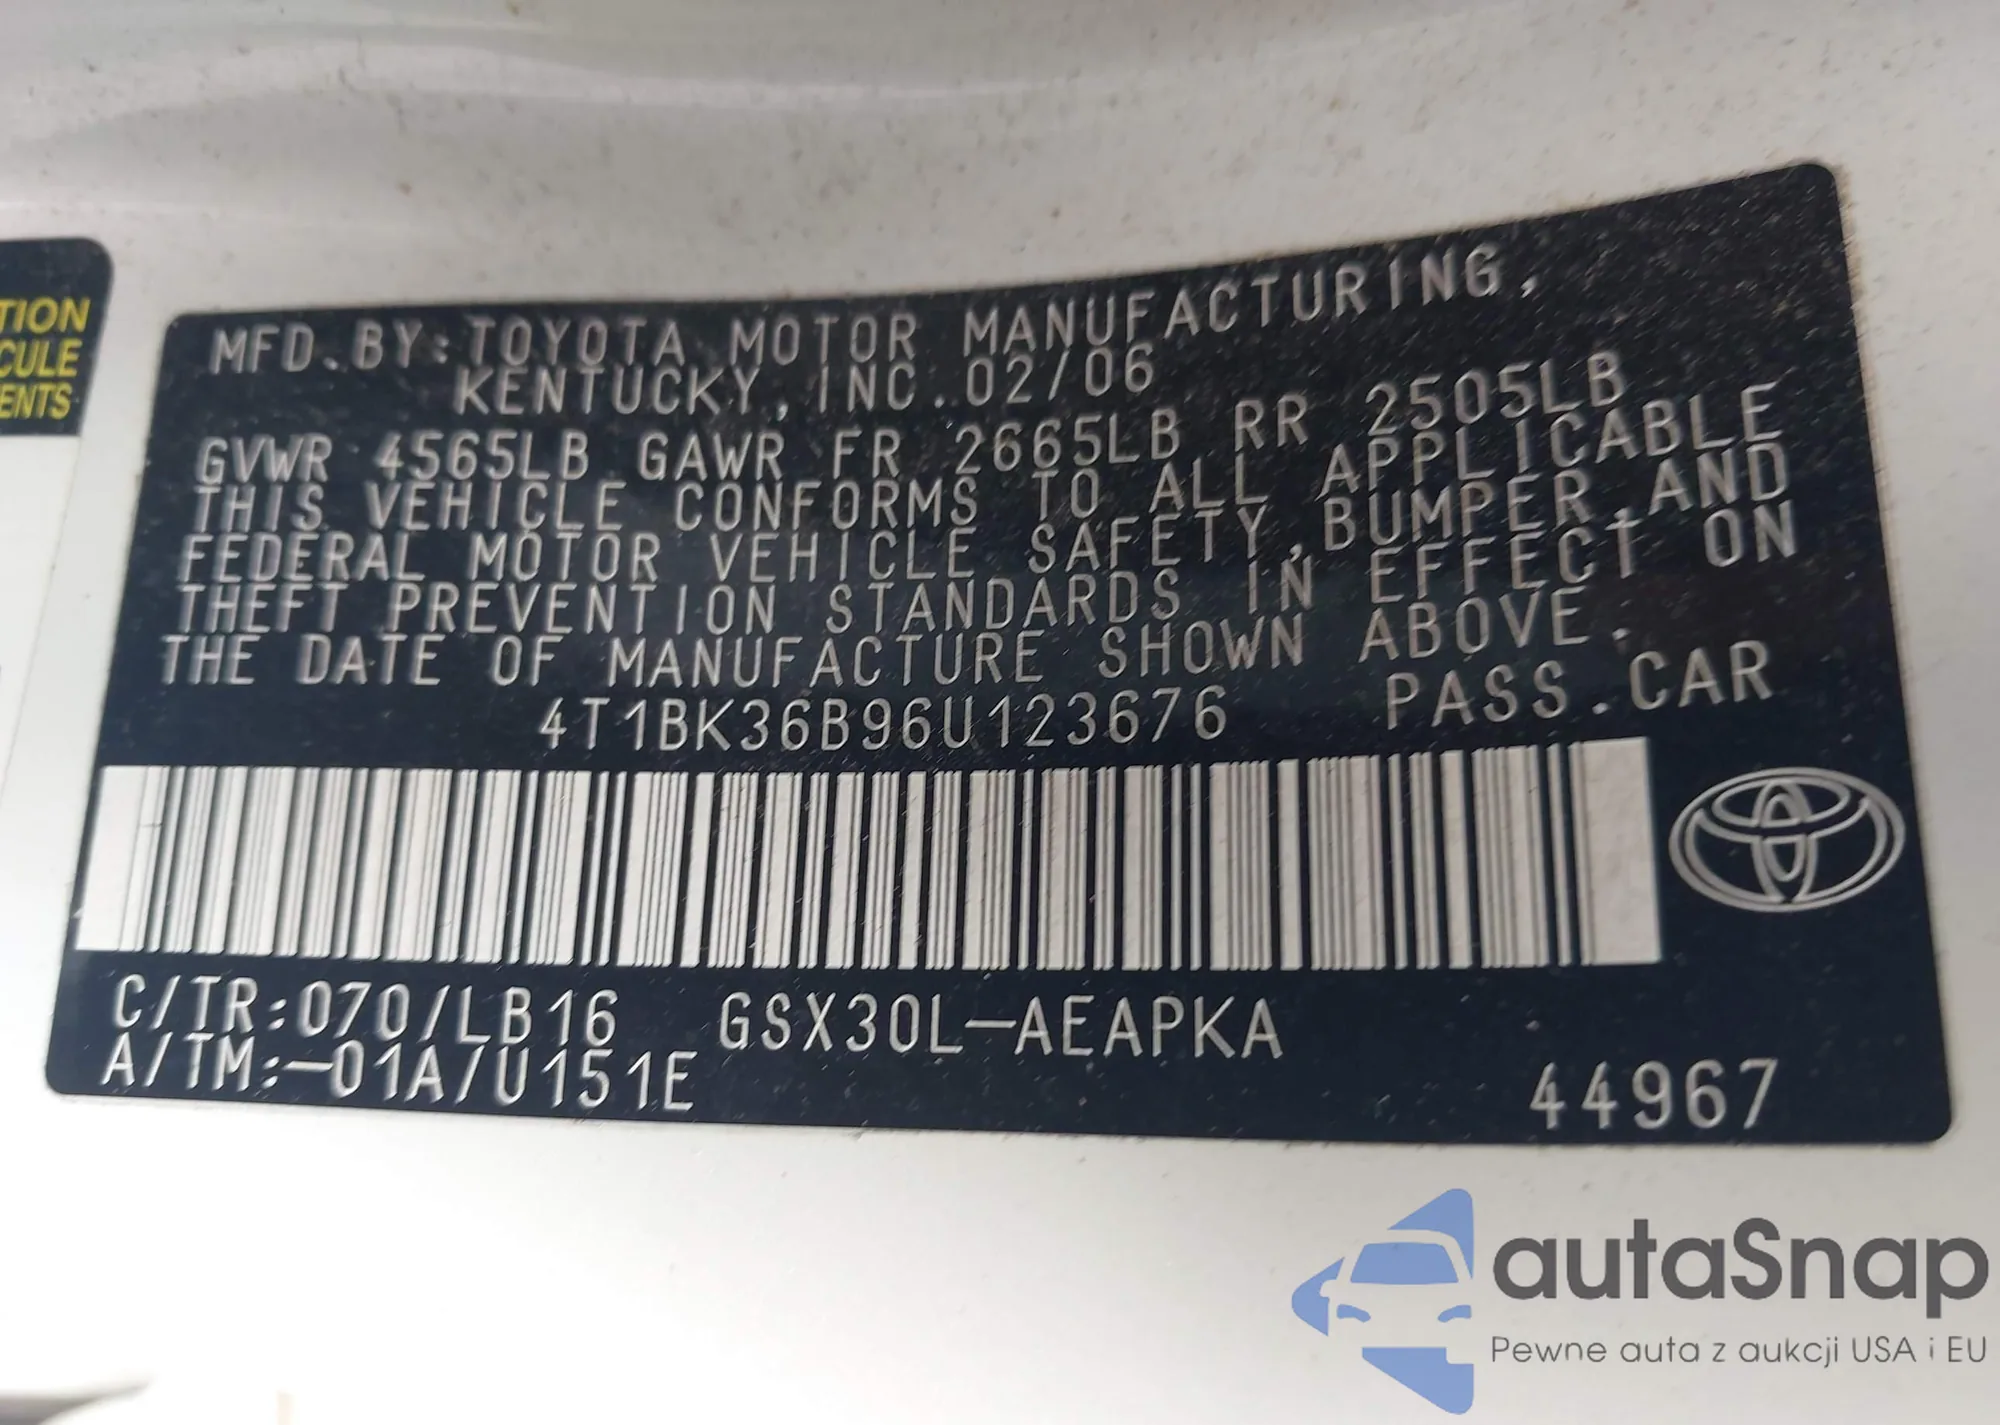 TION
CULE
ENTS
MFD.BY:TOYOTA MOTOR MANUFACTURING,
KENTUCKY,INC.02/06
GVWR 4565LB GAWR FR 2665LB RR 2505LB
THIS VEHICLE CONFORMS TO ALL APPLICABLE
FEDERAL MOTOR VEHICLE SAFETY,BUMPER,AND
THEFT PREVENTION STANDARDS IN EFFECT ON
THE DATE OF MANUFACTURE SHOWN ABOVE.
4T1BK36B96U123676 PASS.CAR
C/TR:070/LB16 GSX30L-AEAPKA
A/TM:-01A/U151E 44967
autaSnap
Pewne auta z aukcji USA i EU